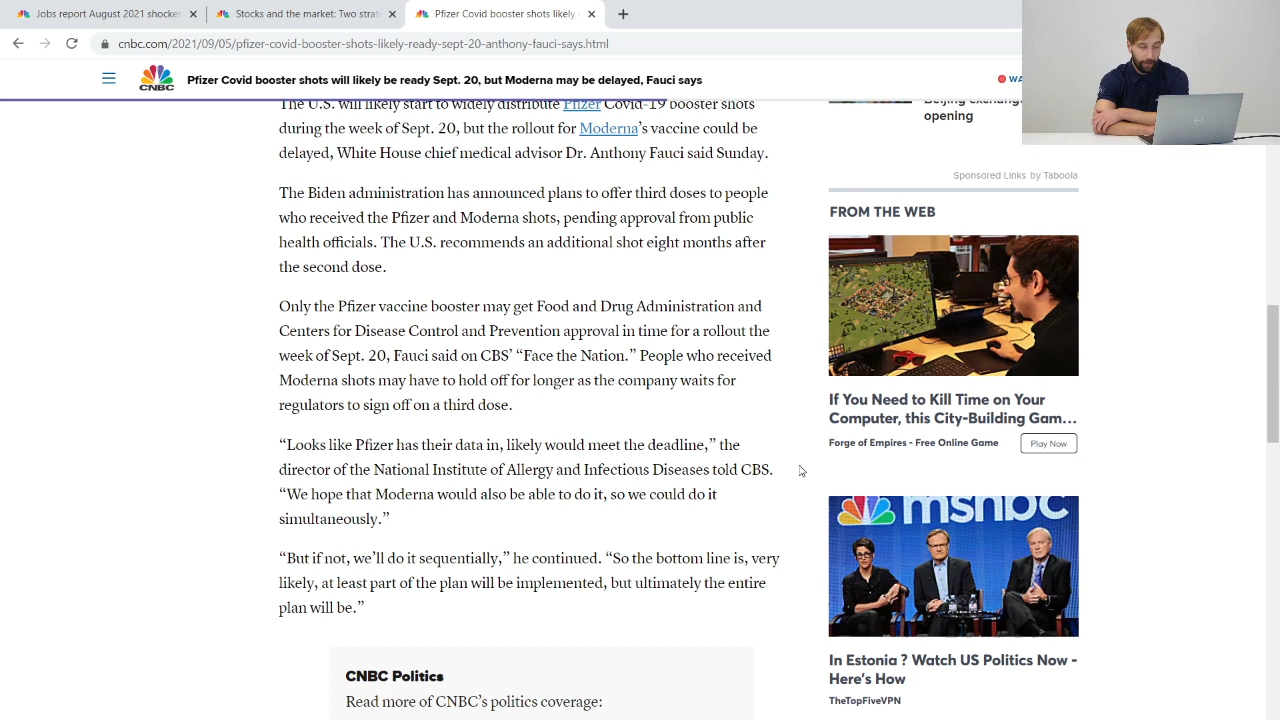 Jobs report August 2021 shocker
Stocks and the market: Two strat
Pfizer Covid booster shots likely
cnbc.com/2021/09/05/pfizer-covid-booster-shots-likely-ready-sept-20-anthony-fauci-says.html
CNBC
Pfizer Covid booster shots will likely be ready Sept. 20, but Moderna may be delayed, Fauci says
WA
The U.S. will likely start to widely distribute Pfizer Covid-19 booster shots
during the week of Sept. 20, but the rollout for Moderna’s vaccine could be
delayed, White House chief medical advisor Dr. Anthony Fauci said Sunday.
The Biden administration has announced plans to offer third doses to people
who received the Pfizer and Moderna shots, pending approval from public
health officials. The U.S. recommends an additional shot eight months after
the second dose.
Only the Pfizer vaccine booster may get Food and Drug Administration and
Centers for Disease Control and Prevention approval in time for a rollout the
week of Sept. 20, Fauci said on CBS’ “Face the Nation.” People who received
Moderna shots may have to hold off for longer as the company waits for
regulators to sign off on a third dose.
“Looks like Pfizer has their data in, likely would meet the deadline,” the
director of the National Institute of Allergy and Infectious Diseases told CBS.
“We hope that Moderna would also be able to do it, so we could do it
simultaneously.”
“But if not, we’ll do it sequentially,” he continued. “So the bottom line is, very
likely, at least part of the plan will be implemented, but ultimately the entire
plan will be.”
CNBC Politics
Read more of CNBC’s politics coverage:
Beijing exchange
opening
Sponsored Links by Taboola
FROM THE WEB
If You Need to Kill Time on Your
Computer, this City-Building Gam…
Forge of Empires - Free Online Game
Play Now
msnbc
In Estonia ? Watch US Politics Now -
Here’s How
TheTopFiveVPN